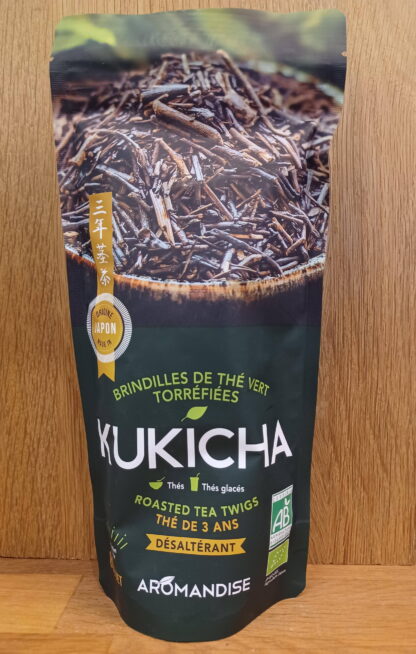 三年茎茶
ORIGINE
JAPON
BRINDILLES DE THÉ VERT
TORRÉFIÉES
KUKICHA
Thés Thés glacés
ROASTED TEA TWIGS
THÉ DE 3 ANS
DÉSALTÉRANT
AB
AROMANDISE